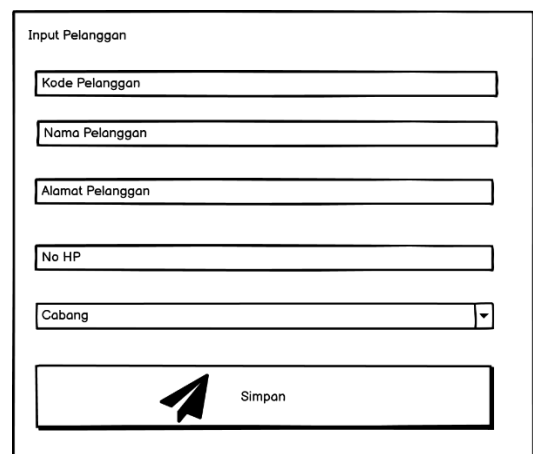 Input Pelanggan
Kode Pelanggan
Nama Pelanggan
Alamat Pelanggan
No HP
Cabang
Simpan